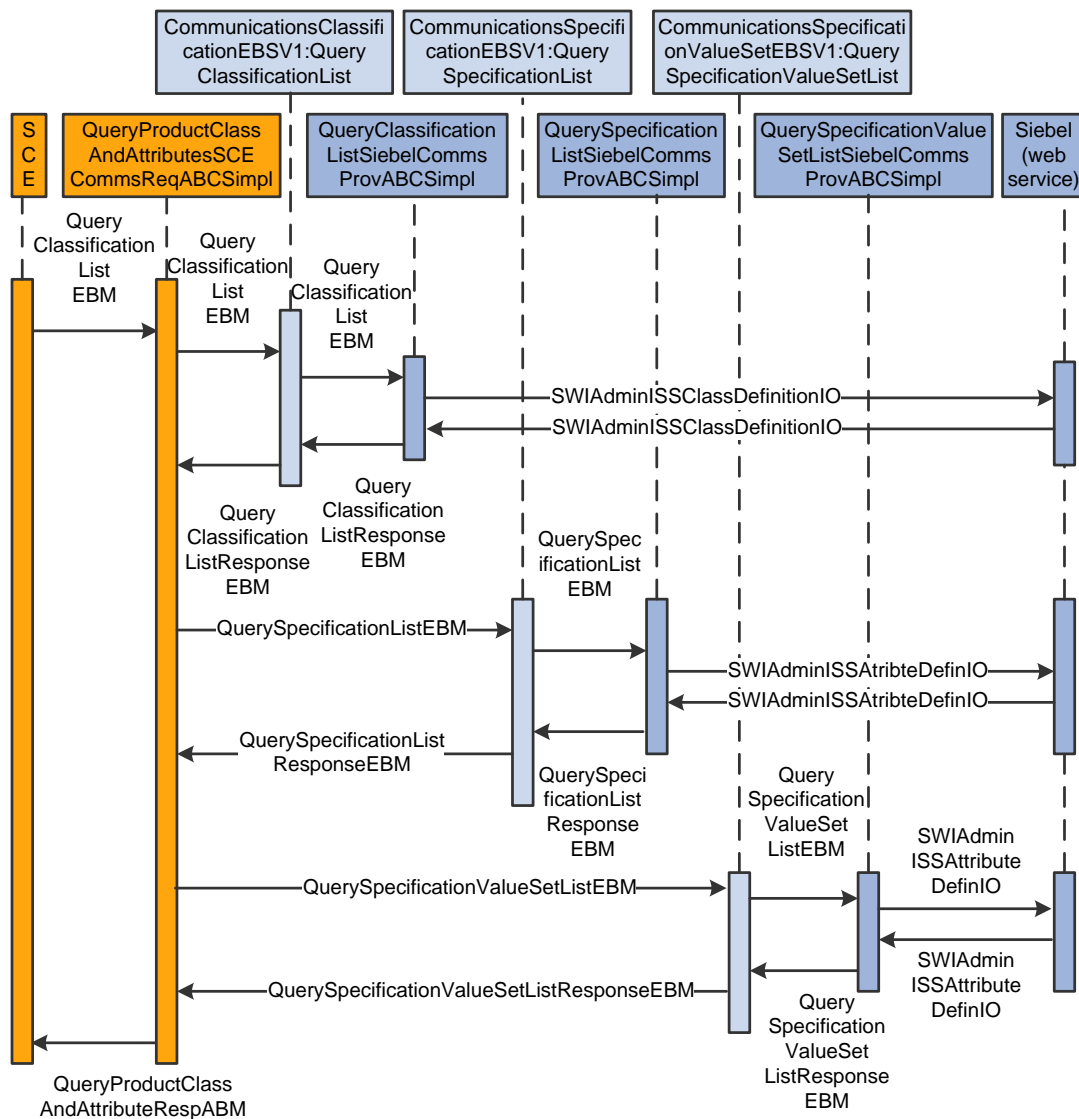 CommunicationsClassifi
cationEBSV1:Query
ClassificationList
CommunicationsSpecifi
cationEBSV1:Query
SpecificationList
CommunicationsSpecificati
onValueSetEBSV1:Query
SpecificationValueSetList
S
C
E
QueryProductClass
AndAttributesSCE
CommsReqABCSimpl
QueryClassification
ListSiebelComms
ProvABCSimpl
QuerySpecification
ListSiebelComms
ProvABCSimpl
QuerySpecificationValue
SetListSiebelComms
ProvABCSimpl
Siebel
(web
service)
Query
Classification
List
EBM
Query
Classification
List
EBM
Query
Classification
List
EBM
SWIAdminISSClassDefinitionIO
SWIAdminISSClassDefinitionIO
Query
Classification
ListResponse
EBM
Query
Classification
ListResponse
EBM
QuerySpec
ificationList
EBM
QuerySpecificationListEBM
SWIAdminISSAtribteDefinIO
SWIAdminISSAtribteDefinIO
QuerySpecificationList
ResponseEBM
QuerySpeci
ficationList
Response
EBM
Query
Specification
ValueSet
ListEBM
SWIAdmin
ISSAttribute
DefinIO
QuerySpecificationValueSetListEBM
SWIAdmin
ISSAttribute
DefinIO
QuerySpecificationValueSetListResponseEBM
Query
Specification
ValueSet
ListResponse
EBM
QueryProductClass
AndAttributeRespABM